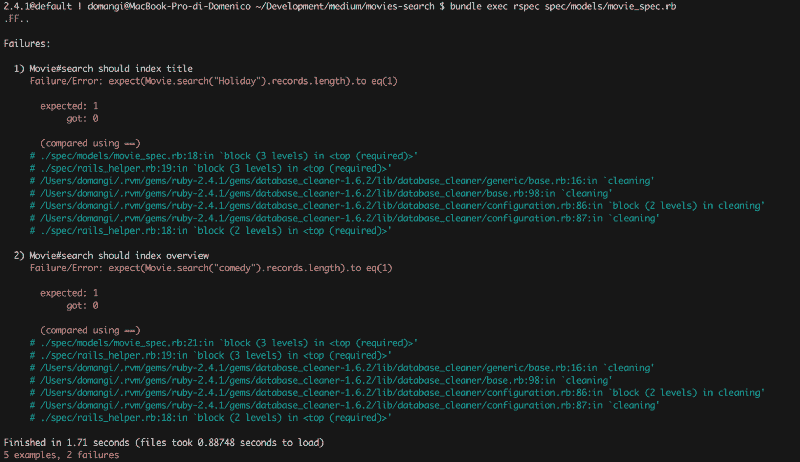 2.4.1@default | domangi@MacBook-Pro-di-Domenico ~/Development/medium/movies-search $ bundle exec rspec spec/models/movie_spec.rb
.FF..
Failures:
1) Movie#search should index title
Failure/Error: expect(Movie.search("Holiday").records.length).to eq(1)
expected: 1
got: 0
(compared using ==)
# ./spec/models/movie_spec.rb:18:in `block (3 levels) in <top (required)>'
# ./spec/rails_helper.rb:19:in `block (3 levels) in <top (required)>'
# /Users/domangi/.rvm/gems/ruby-2.4.1/gems/database_cleaner-1.6.2/lib/database_cleaner/generic/base.rb:16:in `cleaning'
# /Users/domangi/.rvm/gems/ruby-2.4.1/gems/database_cleaner-1.6.2/lib/database_cleaner/base.rb:98:in `cleaning'
# /Users/domangi/.rvm/gems/ruby-2.4.1/gems/database_cleaner-1.6.2/lib/database_cleaner/configuration.rb:86:in `block (2 levels) in cleaning'
# /Users/domangi/.rvm/gems/ruby-2.4.1/gems/database_cleaner-1.6.2/lib/database_cleaner/configuration.rb:87:in `cleaning'
# ./spec/rails_helper.rb:18:in `block (2 levels) in <top (required)>'
2) Movie#search should index overview
Failure/Error: expect(Movie.search("comedy").records.length).to eq(1)
expected: 1
got: 0
(compared using ==)
# ./spec/models/movie_spec.rb:21:in `block (3 levels) in <top (required)>'
# ./spec/rails_helper.rb:19:in `block (3 levels) in <top (required)>'
# /Users/domangi/.rvm/gems/ruby-2.4.1/gems/database_cleaner-1.6.2/lib/database_cleaner/generic/base.rb:16:in `cleaning'
# /Users/domangi/.rvm/gems/ruby-2.4.1/gems/database_cleaner-1.6.2/lib/database_cleaner/base.rb:98:in `cleaning'
# /Users/domangi/.rvm/gems/ruby-2.4.1/gems/database_cleaner-1.6.2/lib/database_cleaner/configuration.rb:86:in `block (2 levels) in cleaning'
# /Users/domangi/.rvm/gems/ruby-2.4.1/gems/database_cleaner-1.6.2/lib/database_cleaner/configuration.rb:87:in `cleaning'
# ./spec/rails_helper.rb:18:in `block (2 levels) in <top (required)>'
Finished in 1.71 seconds (files took 0.88748 seconds to load)
5 examples, 2 failures